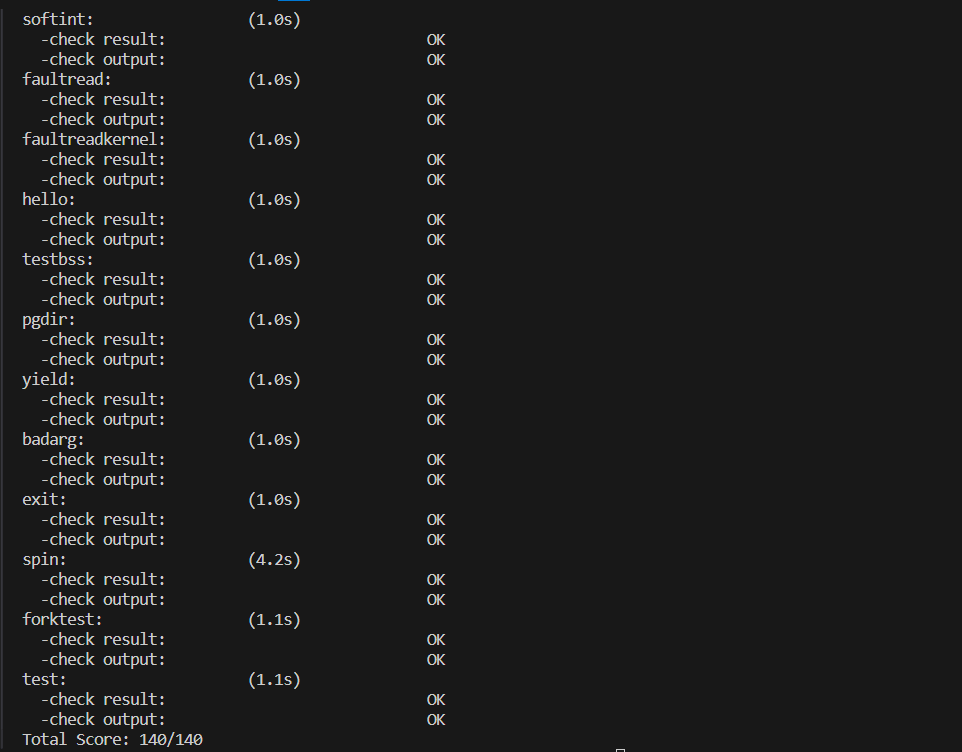 softint:                 (1.0s)
  -check result:                             OK
  -check output:                             OK
faultread:               (1.0s)
  -check result:                             OK
  -check output:                             OK
faultreadkernel:         (1.0s)
  -check result:                             OK
  -check output:                             OK
hello:                   (1.0s)
  -check result:                             OK
  -check output:                             OK
testbss:                 (1.0s)
  -check result:                             OK
  -check output:                             OK
pgdir:                   (1.0s)
  -check result:                             OK
  -check output:                             OK
yield:                   (1.0s)
  -check result:                             OK
  -check output:                             OK
badarg:                  (1.0s)
  -check result:                             OK
  -check output:                             OK
exit:                    (1.0s)
  -check result:                             OK
  -check output:                             OK
spin:                    (4.2s)
  -check result:                             OK
  -check output:                             OK
forktest:                (1.1s)
  -check result:                             OK
  -check output:                             OK
test:                    (1.1s)
  -check result:                             OK
  -check output:                             OK
Total Score: 140/140